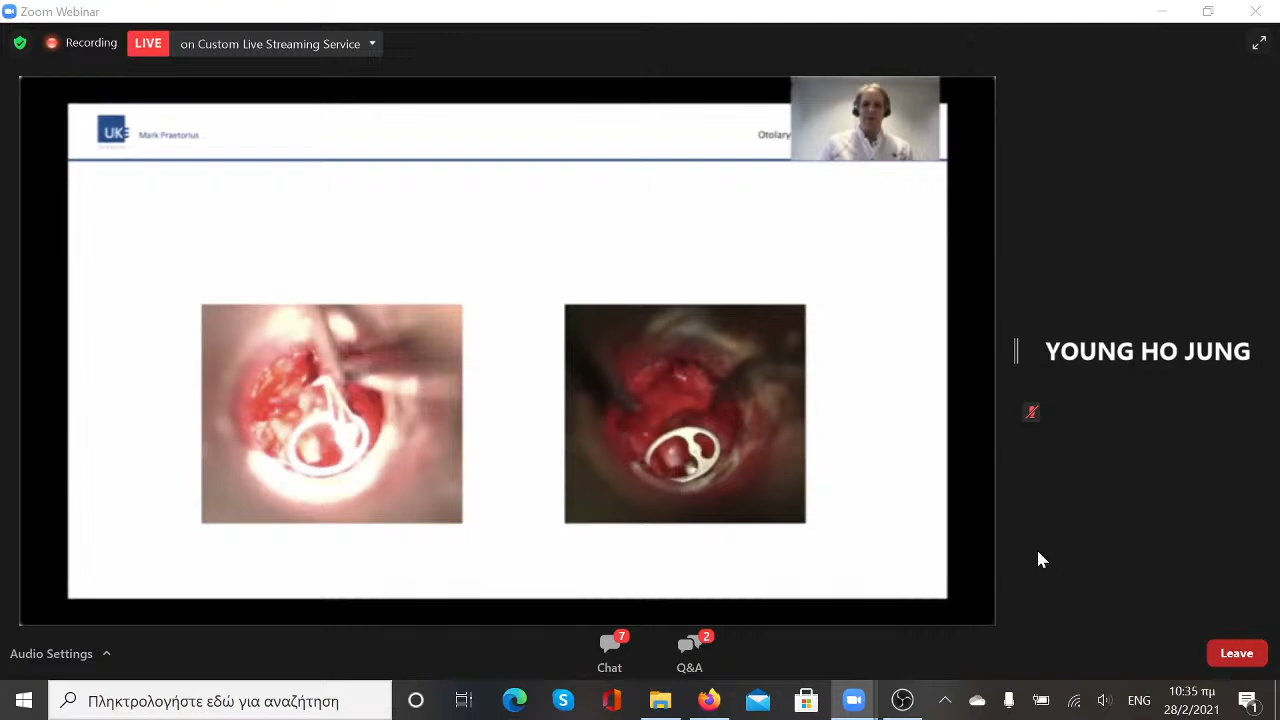 Zoom Webinar
Recording
LIVE
on Custom Live Streaming Service
UKE
Mark Praetorius
Otolary
YOUNG HO JUNG
7
2
Audio Settings
Chat
Q&A
Leave
Πληκτρολογήστε εδώ για αναζήτηση
ENG
10:35 πμ
28/2/2021
1